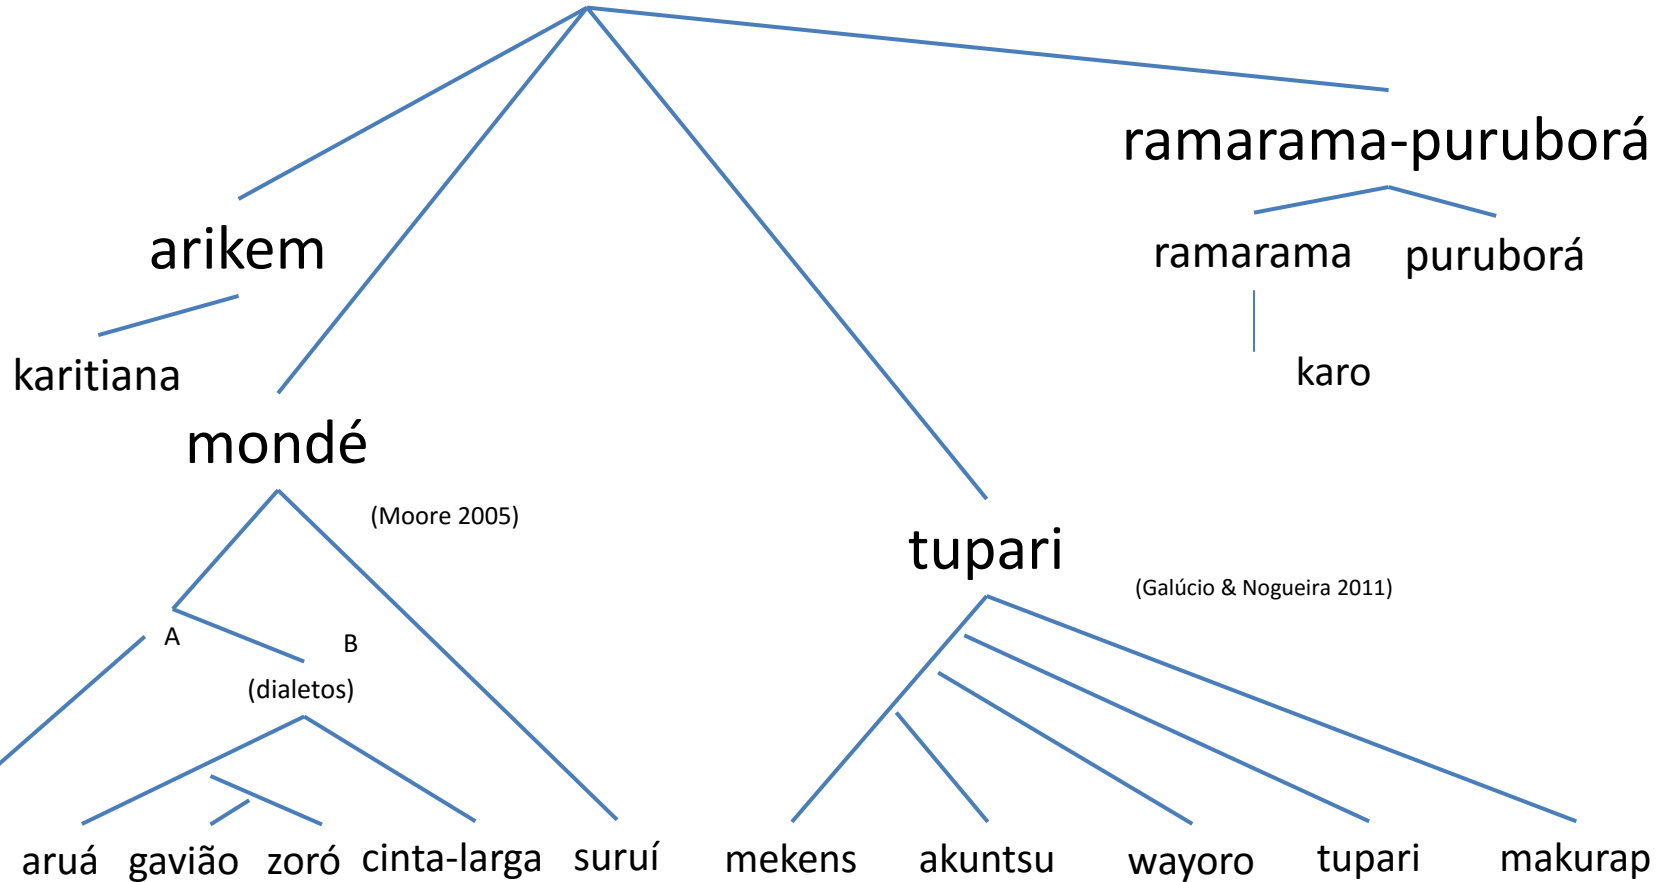 ramarama-puruborá
arikem
ramarama
puruborá
karitiana
karo
mondé
(Moore 2005)
tupari
(Galúcio & Nogueira 2011)
A
B
(dialetos)
aruá
gavião
zoró
cinta-larga
suruí
mekens
akuntsu
wayoro
tupari
makurap